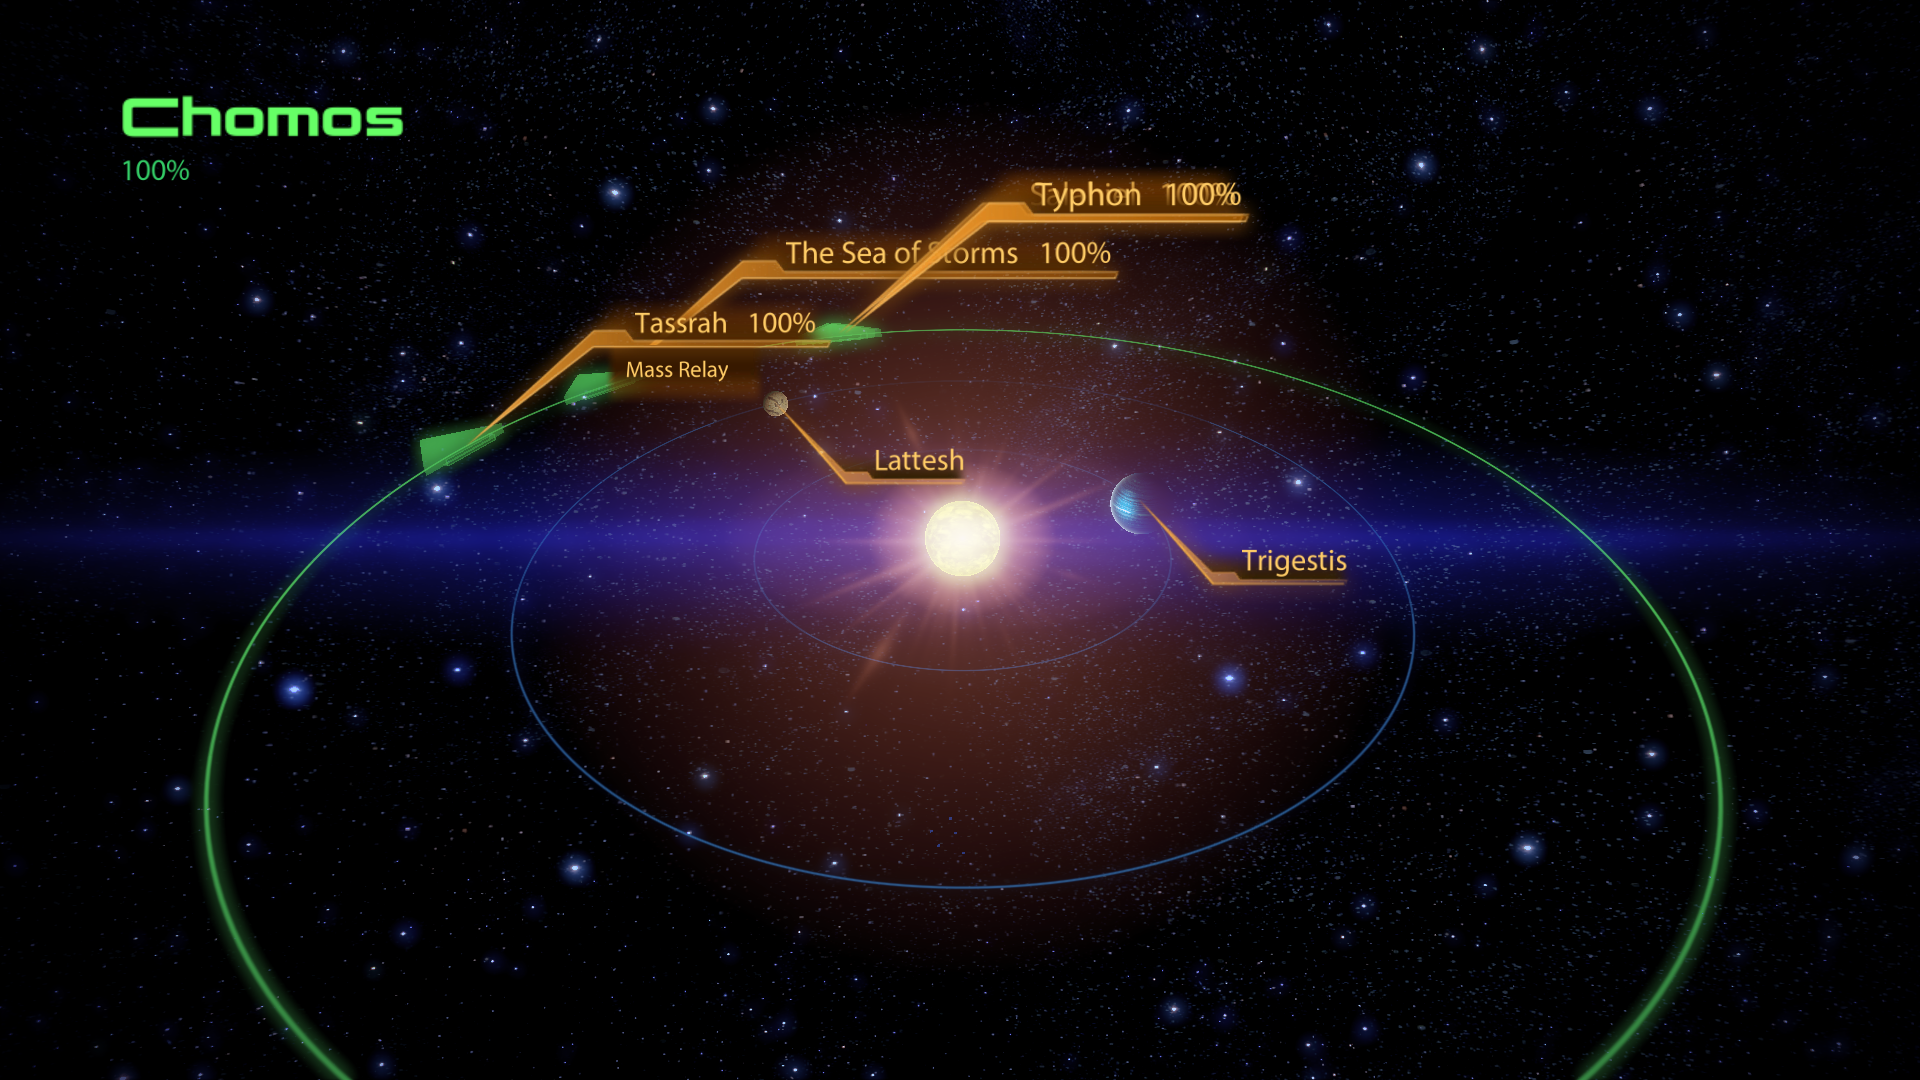 Chomos
100%
Typhon 100%
The Sea of Storms 100%
Tassrah 100%
Mass Relay
Lattesh
Trigestis